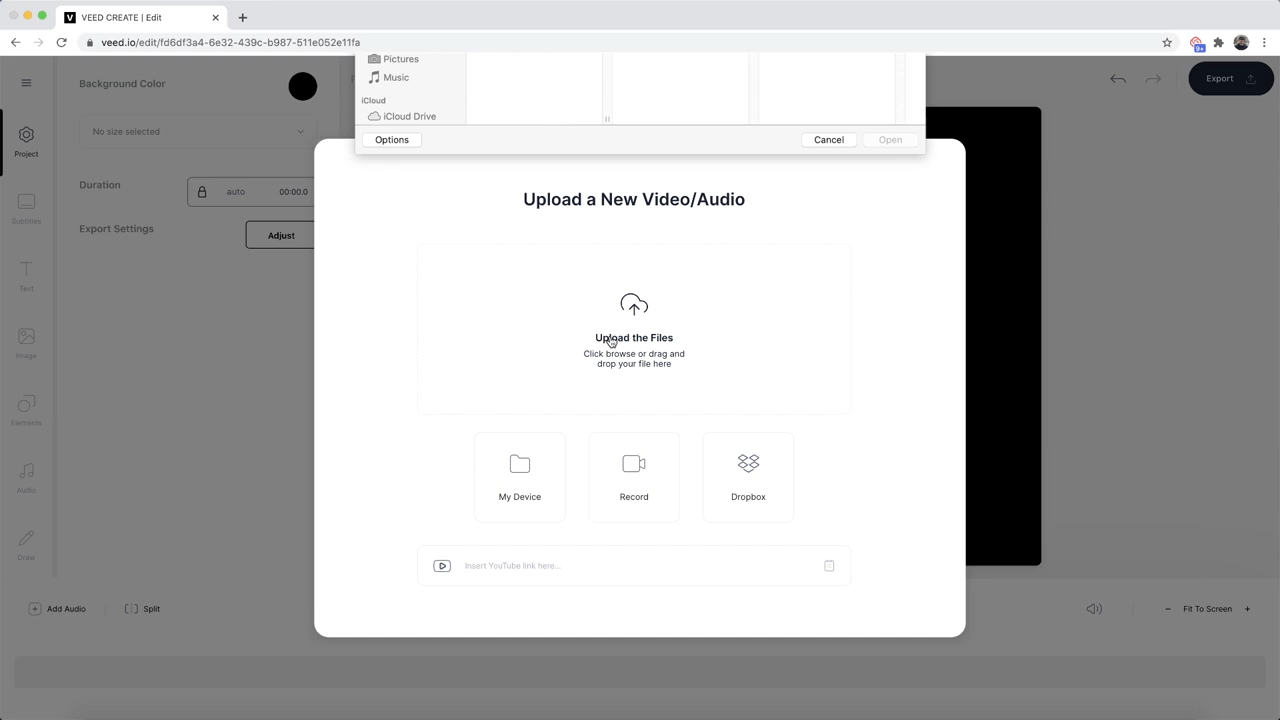 VEED CREATE | Edit
veed.io/edit/fd6df3a4-6e32-439c-b987-511e052e11fa
9+
Pictures
Music
iCloud
iCloud Drive
Options
Cancel
Open
Background Color
No size selected
Duration
auto
00:00.0
Export Settings
Adjust
Project
Subtitles
Text
Image
Elements
Audio
Draw
Export
Upload a New Video/Audio
Upload the Files
Click browse or drag and
drop your file here
My Device
Record
Dropbox
Insert YouTube link here...
Add Audio
Split
Fit To Screen